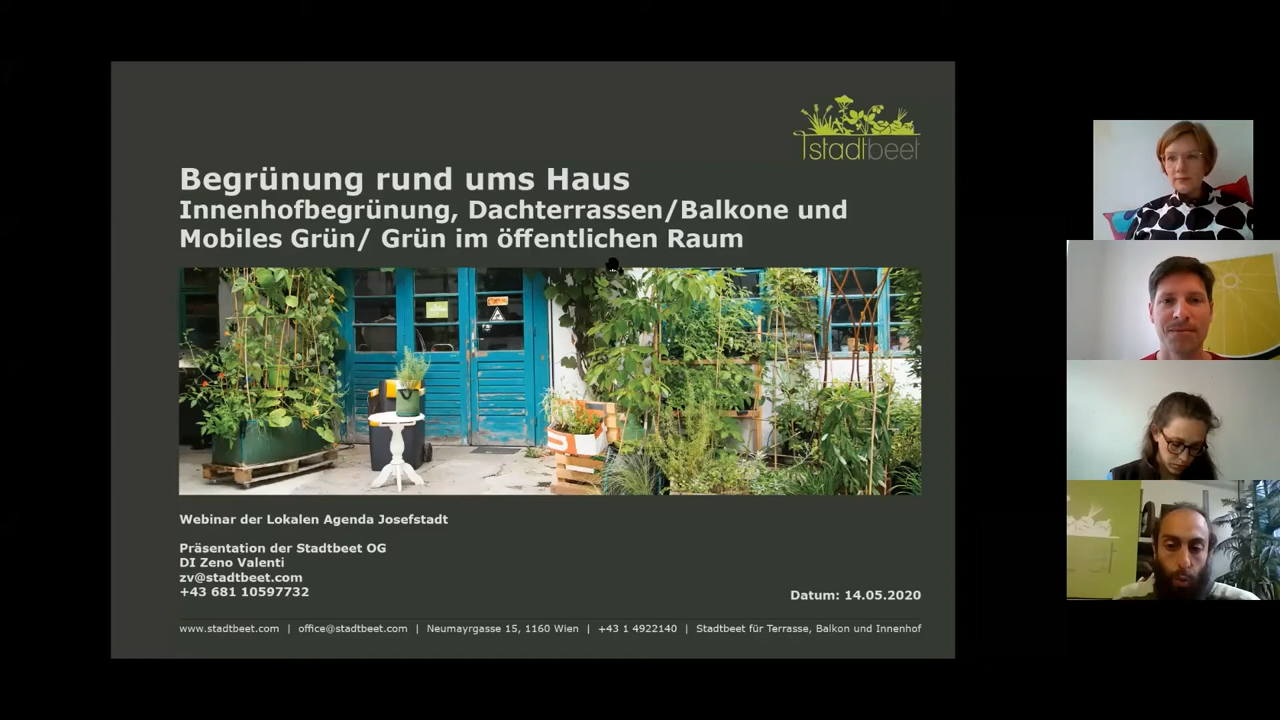 stadtbeet
Begrünung rund ums Haus
Innenhofbegrünung, Dachterrassen/Balkone und
Mobiles Grün/ Grün im öffentlichen Raum
Webinar der Lokalen Agenda Josefstadt
Präsentation der Stadtbeet OG
DI Zeno Valenti
zv@stadtbeet.com
+43 681 10597732
Datum: 14.05.2020
www.stadtbeet.com | office@stadtbeet.com | Neumayrgasse 15, 1160 Wien | +43 1 4922140 | Stadtbeet für Terrasse, Balkon und Innenhof